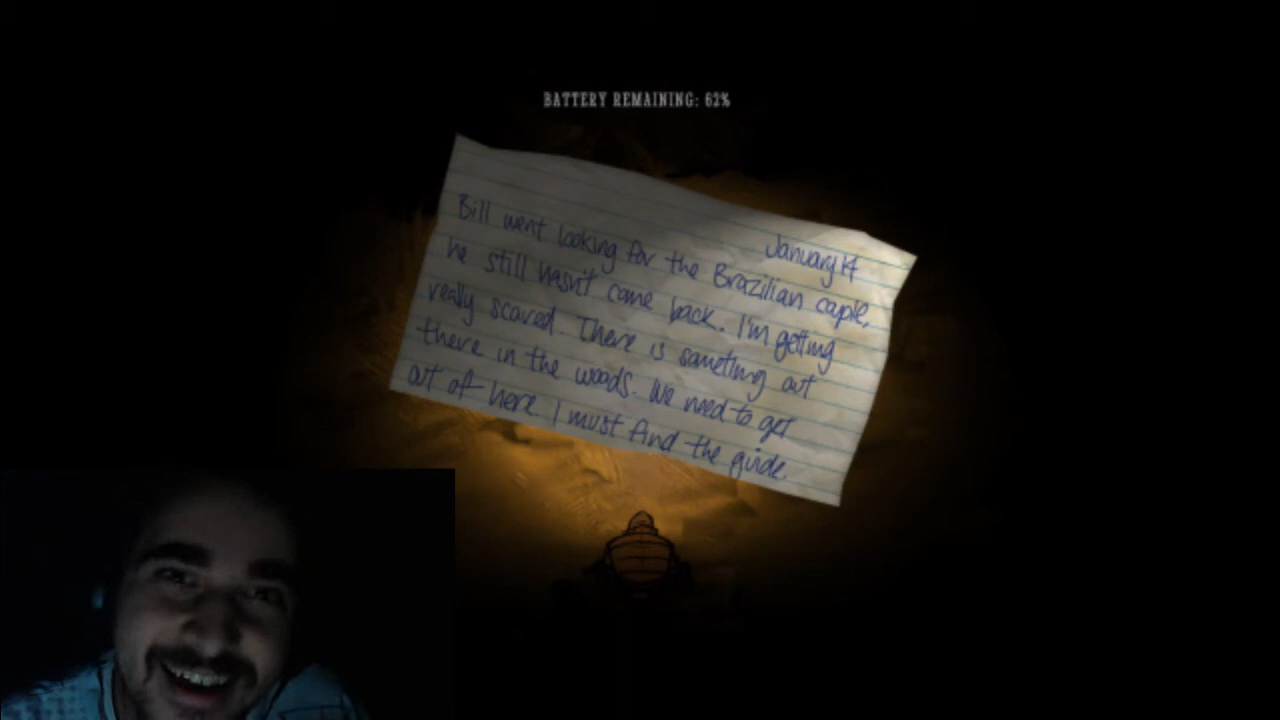 BATTERY REMAINING: 62%
January 14
Bill went looking for the Brazilian cuple,
he still hasn't come back. I'm getting
really scared. There is something out
there in the woods. We need to get
out of here. I must find the guide.